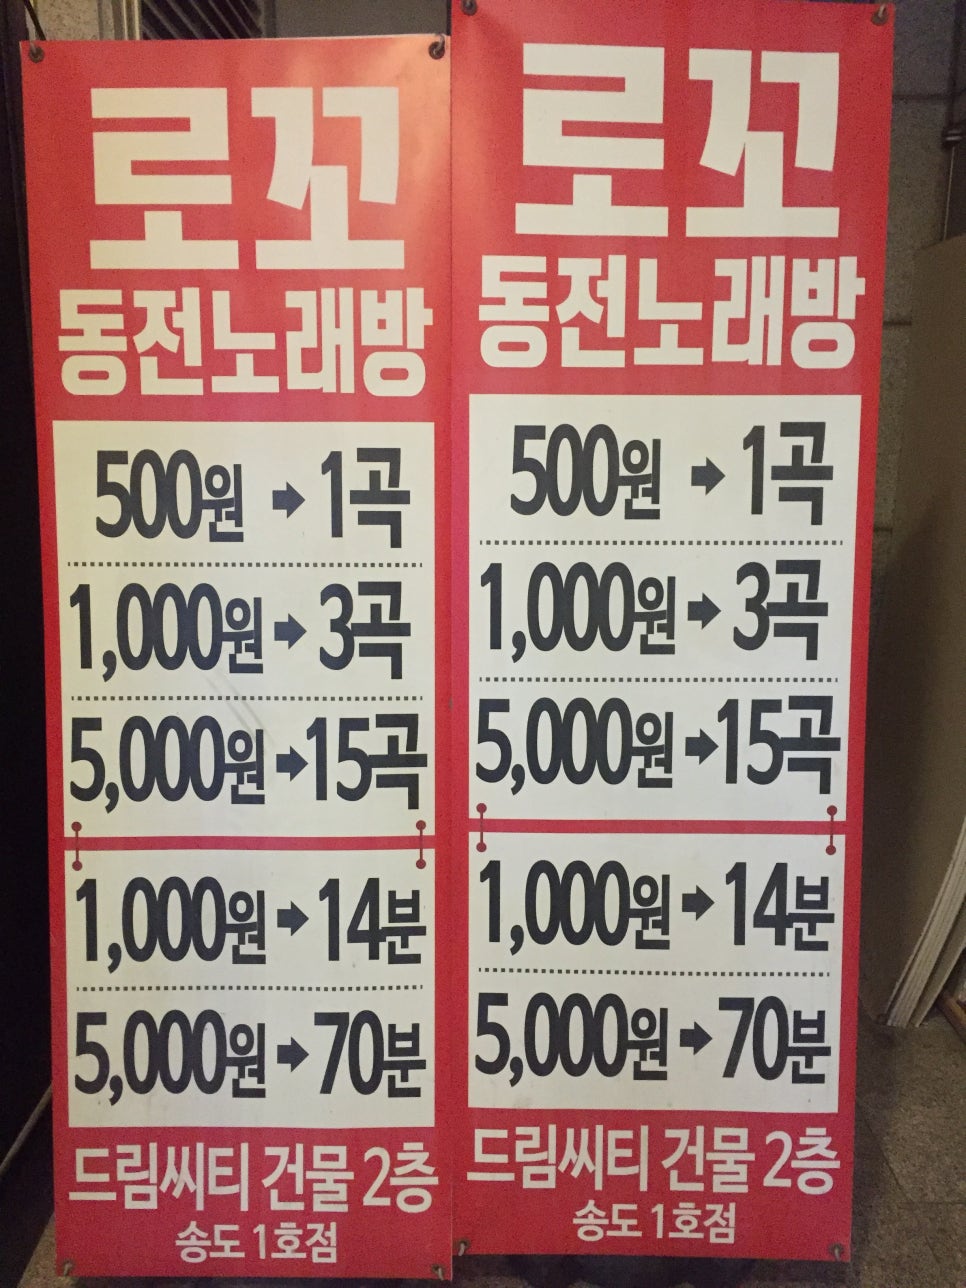 로꼬
동전노래방
500원 → 1곡
1,000원 → 3곡
5,000원 → 15곡
1,000원 → 14분
5,000원 → 70분
드림씨티 건물 2층
송도 1호점
로꼬
동전노래방
500원 → 1곡
1,000원 → 3곡
5,000원 → 15곡
1,000원 → 14분
5,000원 → 70분
드림씨티 건물 2층
송도 1호점